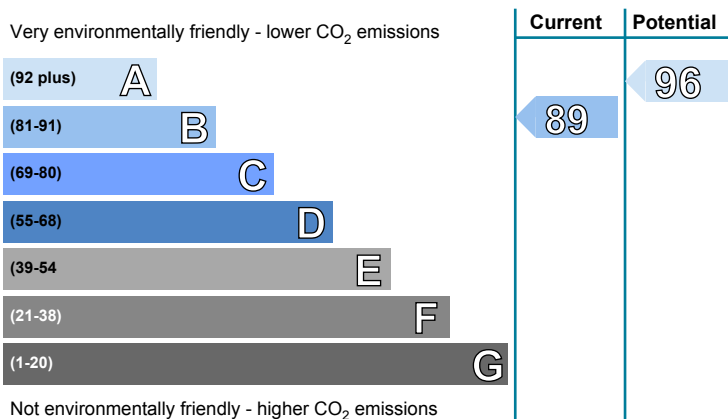 Current Potential
Very environmentally friendly - lower CO₂ emissions
(92 plus) A 96
(81-91) B 89
(69-80) C
(55-68) D
(39-54 E
(21-38) F
(1-20) G
Not environmentally friendly - higher CO₂ emissions